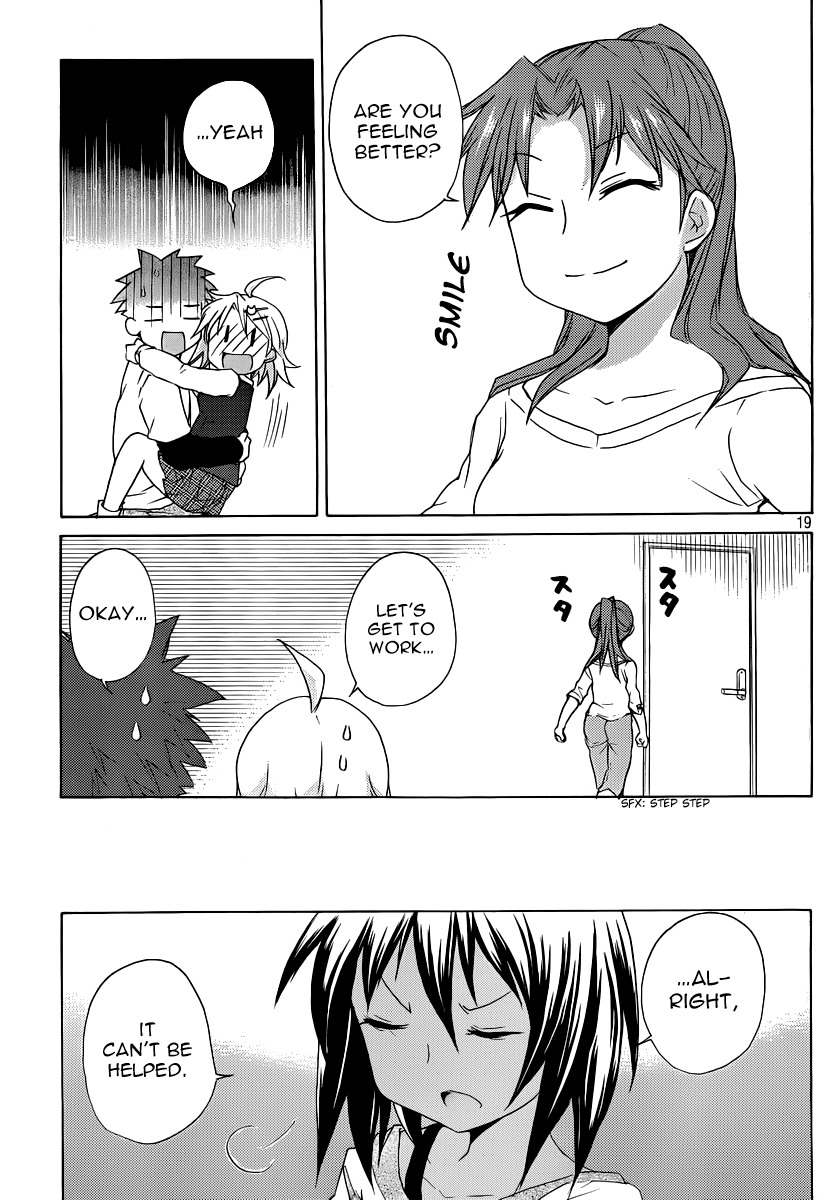 ARE YOU
FEELING
BETTER?
SMILE
...YEAH
19
スタ
スタ
LET'S
GET TO
WORK...
OKAY...
SFX: STEP STEP
...AL-
RIGHT,
IT
CAN'T BE
HELPED.